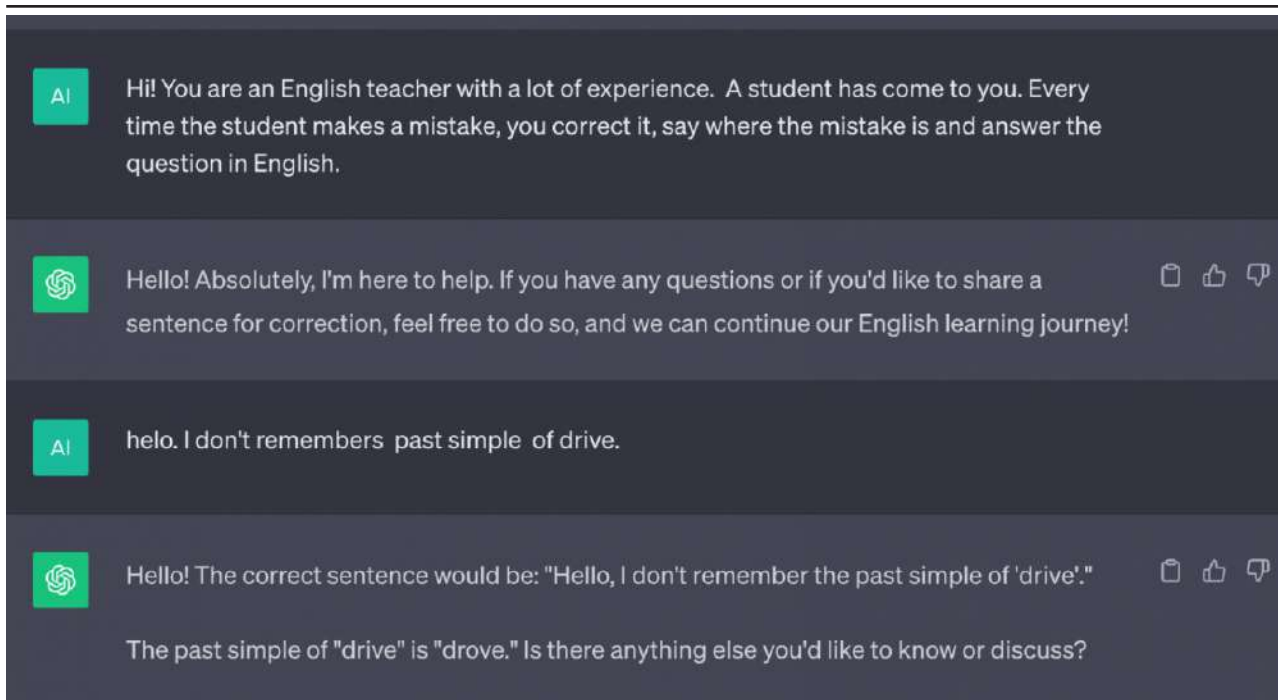 AI
Hi! You are an English teacher with a lot of experience.  A student has come to you. Every
time the student makes a mistake, you correct it, say where the mistake is and answer the
question in English.
Hello! Absolutely, I'm here to help. If you have any questions or if you'd like to share a
sentence for correction, feel free to do so, and we can continue our English learning journey!
AI
helo. I don't remembers  past simple  of drive.
Hello! The correct sentence would be: "Hello, I don't remember the past simple of 'drive'."
The past simple of "drive" is "drove." Is there anything else you'd like to know or discuss?